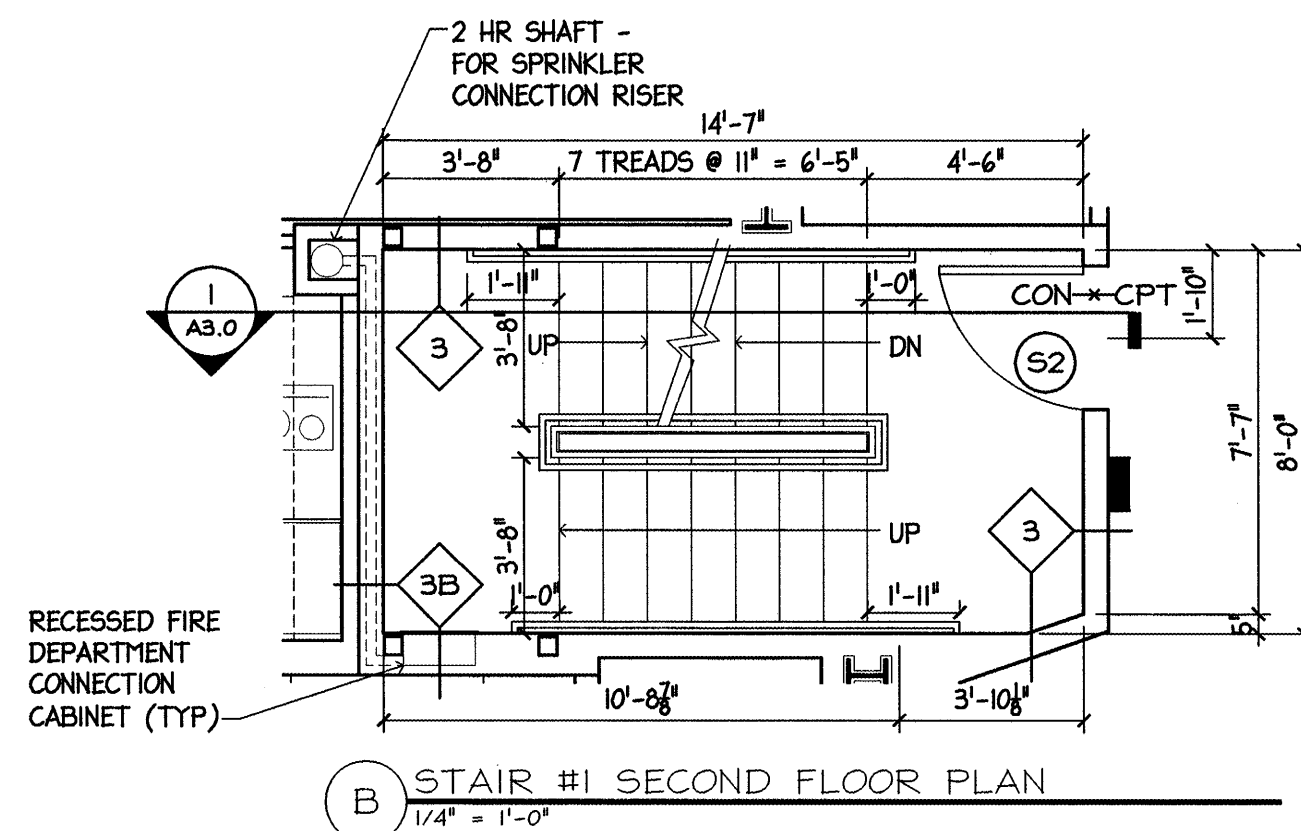 2 HR SHAFT -
FOR SPRINKLER
CONNECTION RISER
14'-7"
3'-8"
7 TREADS @ 11" = 6'-5"
4'-6"
1'-11"
1'-0"
CON-x-CPT
1'-10"
1
A3.0
3
3'-8"
UP
DN
S2
7'-7"
8'-0"
3'-8"
UP
3
3B
1'-0"
1'-11"
5"
RECESSED FIRE
DEPARTMENT
CONNECTION
CABINET (TYP)
10'-8 7/8"
3'-10 1/8"
B
STAIR #1 SECOND FLOOR PLAN
1/4" = 1'-0"